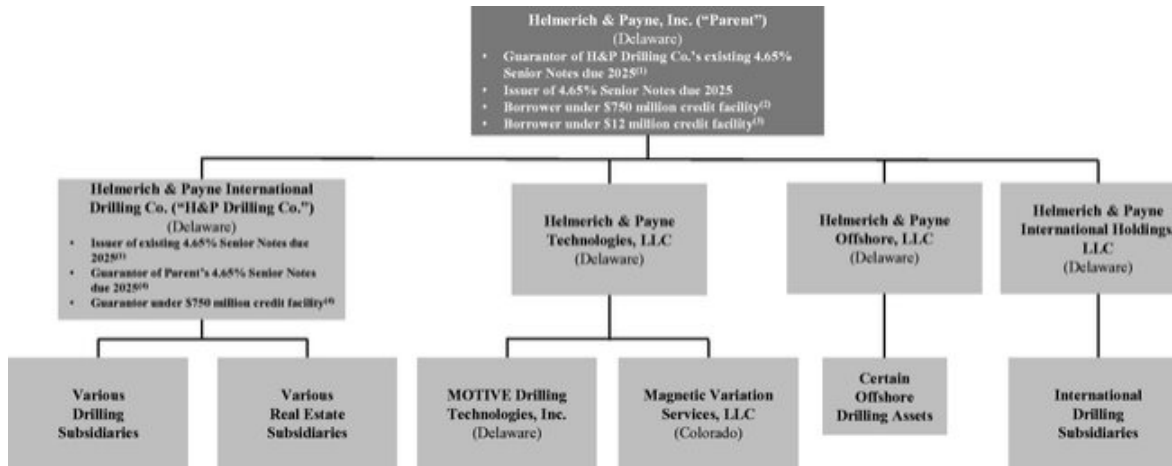 Helmerich & Payne, Inc. ("Parent")
(Delaware)
• Guarantor of H&P Drilling Co.'s existing 4.65%
Senior Notes due 2025(1)
• Issuer of 4.65% Senior Notes due 2025
• Borrower under $750 million credit facility(2)
• Borrower under $12 million credit facility(3)
Helmerich & Payne International
Drilling Co. ("H&P Drilling Co.")
(Delaware)
• Issuer of existing 4.65% Senior Notes due
2025(1)
• Guarantor of Parent's 4.65% Senior Notes
due 2025(4)
• Guarantor under $750 million credit facility(4)
Helmerich & Payne
Technologies, LLC
(Delaware)
Helmerich & Payne
Offshore, LLC
(Delaware)
Helmerich & Payne
International Holdings
LLC
(Delaware)
Various
Drilling
Subsidiaries
Various
Real Estate
Subsidiaries
MOTIVE Drilling
Technologies, Inc.
(Delaware)
Magnetic Variation
Services, LLC
(Colorado)
Certain
Offshore
Drilling Assets
International
Drilling
Subsidiaries